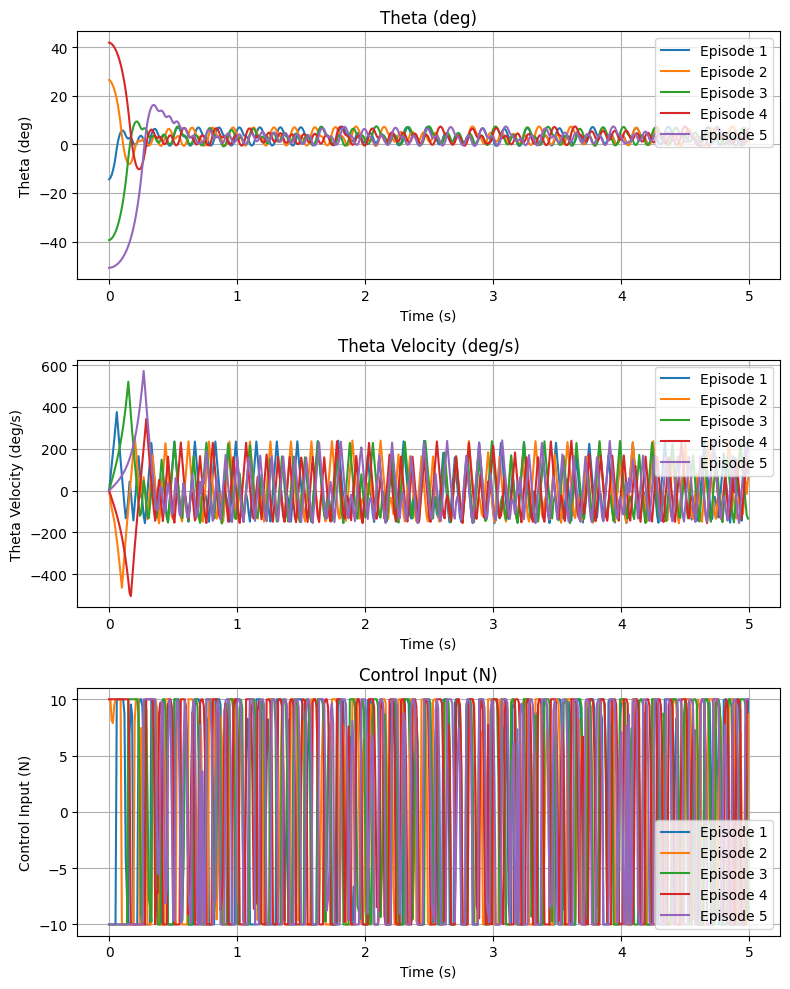 Theta (deg)
Theta (deg)
40
20
0
−20
−40
Episode 1
Episode 2
Episode 3
Episode 4
Episode 5
0 1 2 3 4 5
Time (s)
Theta Velocity (deg/s)
Theta Velocity (deg/s)
600
400
200
0
−200
−400
Episode 1
Episode 2
Episode 3
Episode 4
Episode 5
0 1 2 3 4 5
Time (s)
Control Input (N)
Control Input (N)
10
5
0
−5
−10
Episode 1
Episode 2
Episode 3
Episode 4
Episode 5
0 1 2 3 4 5
Time (s)